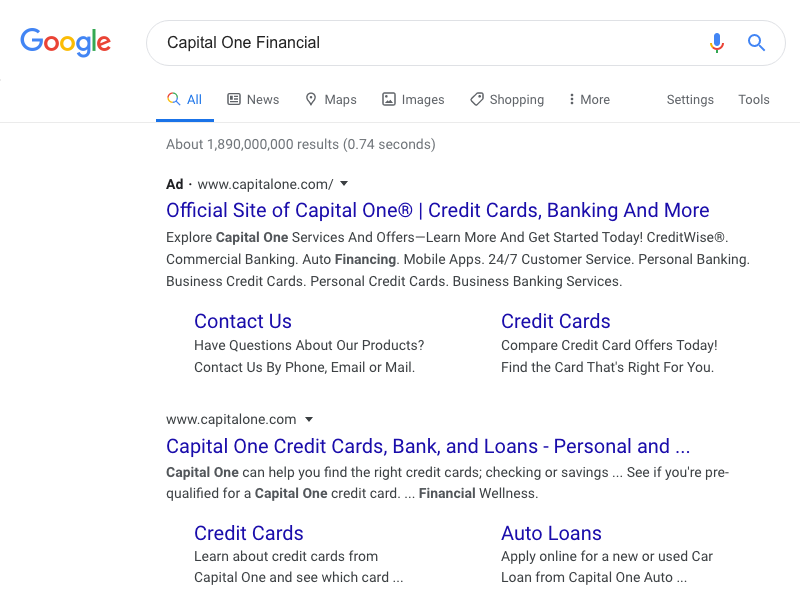 Google
Capital One Financial
All News Maps Images Shopping More Settings Tools
About 1,890,000,000 results (0.74 seconds)
Ad · www.capitalone.com/
Official Site of Capital One® | Credit Cards, Banking And More
Explore Capital One Services And Offers—Learn More And Get Started Today! CreditWise®.
Commercial Banking. Auto Financing. Mobile Apps. 24/7 Customer Service. Personal Banking.
Business Credit Cards. Personal Credit Cards. Business Banking Services.
Contact Us
Have Questions About Our Products?
Contact Us By Phone, Email or Mail.
Credit Cards
Compare Credit Card Offers Today!
Find the Card That's Right For You.
www.capitalone.com
Capital One Credit Cards, Bank, and Loans - Personal and ...
Capital One can help you find the right credit cards; checking or savings ... See if you're pre-
qualified for a Capital One credit card. ... Financial Wellness.
Credit Cards
Learn about credit cards from
Capital One and see which card ...
Auto Loans
Apply online for a new or used Car
Loan from Capital One Auto ...